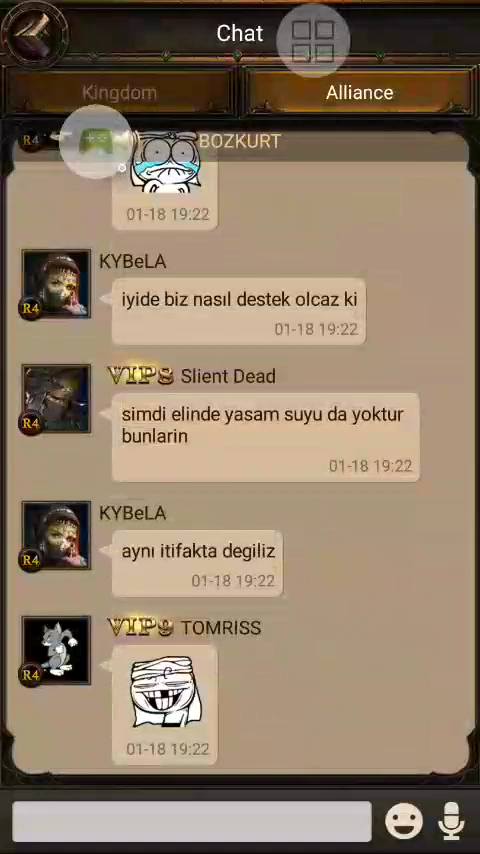 Chat
Kingdom
Alliance
R4
BOZKURT
01-18 19:22
KYBeLA
iyide biz nasıl destek olcaz ki
R4
01-18 19:22
VIP8 Slient Dead
simdi elinde yasam suyu da yoktur
bunlarin
R4
01-18 19:22
KYBeLA
aynı itifakta degiliz
R4
01-18 19:22
VIP9 TOMRISS
R4
01-18 19:22